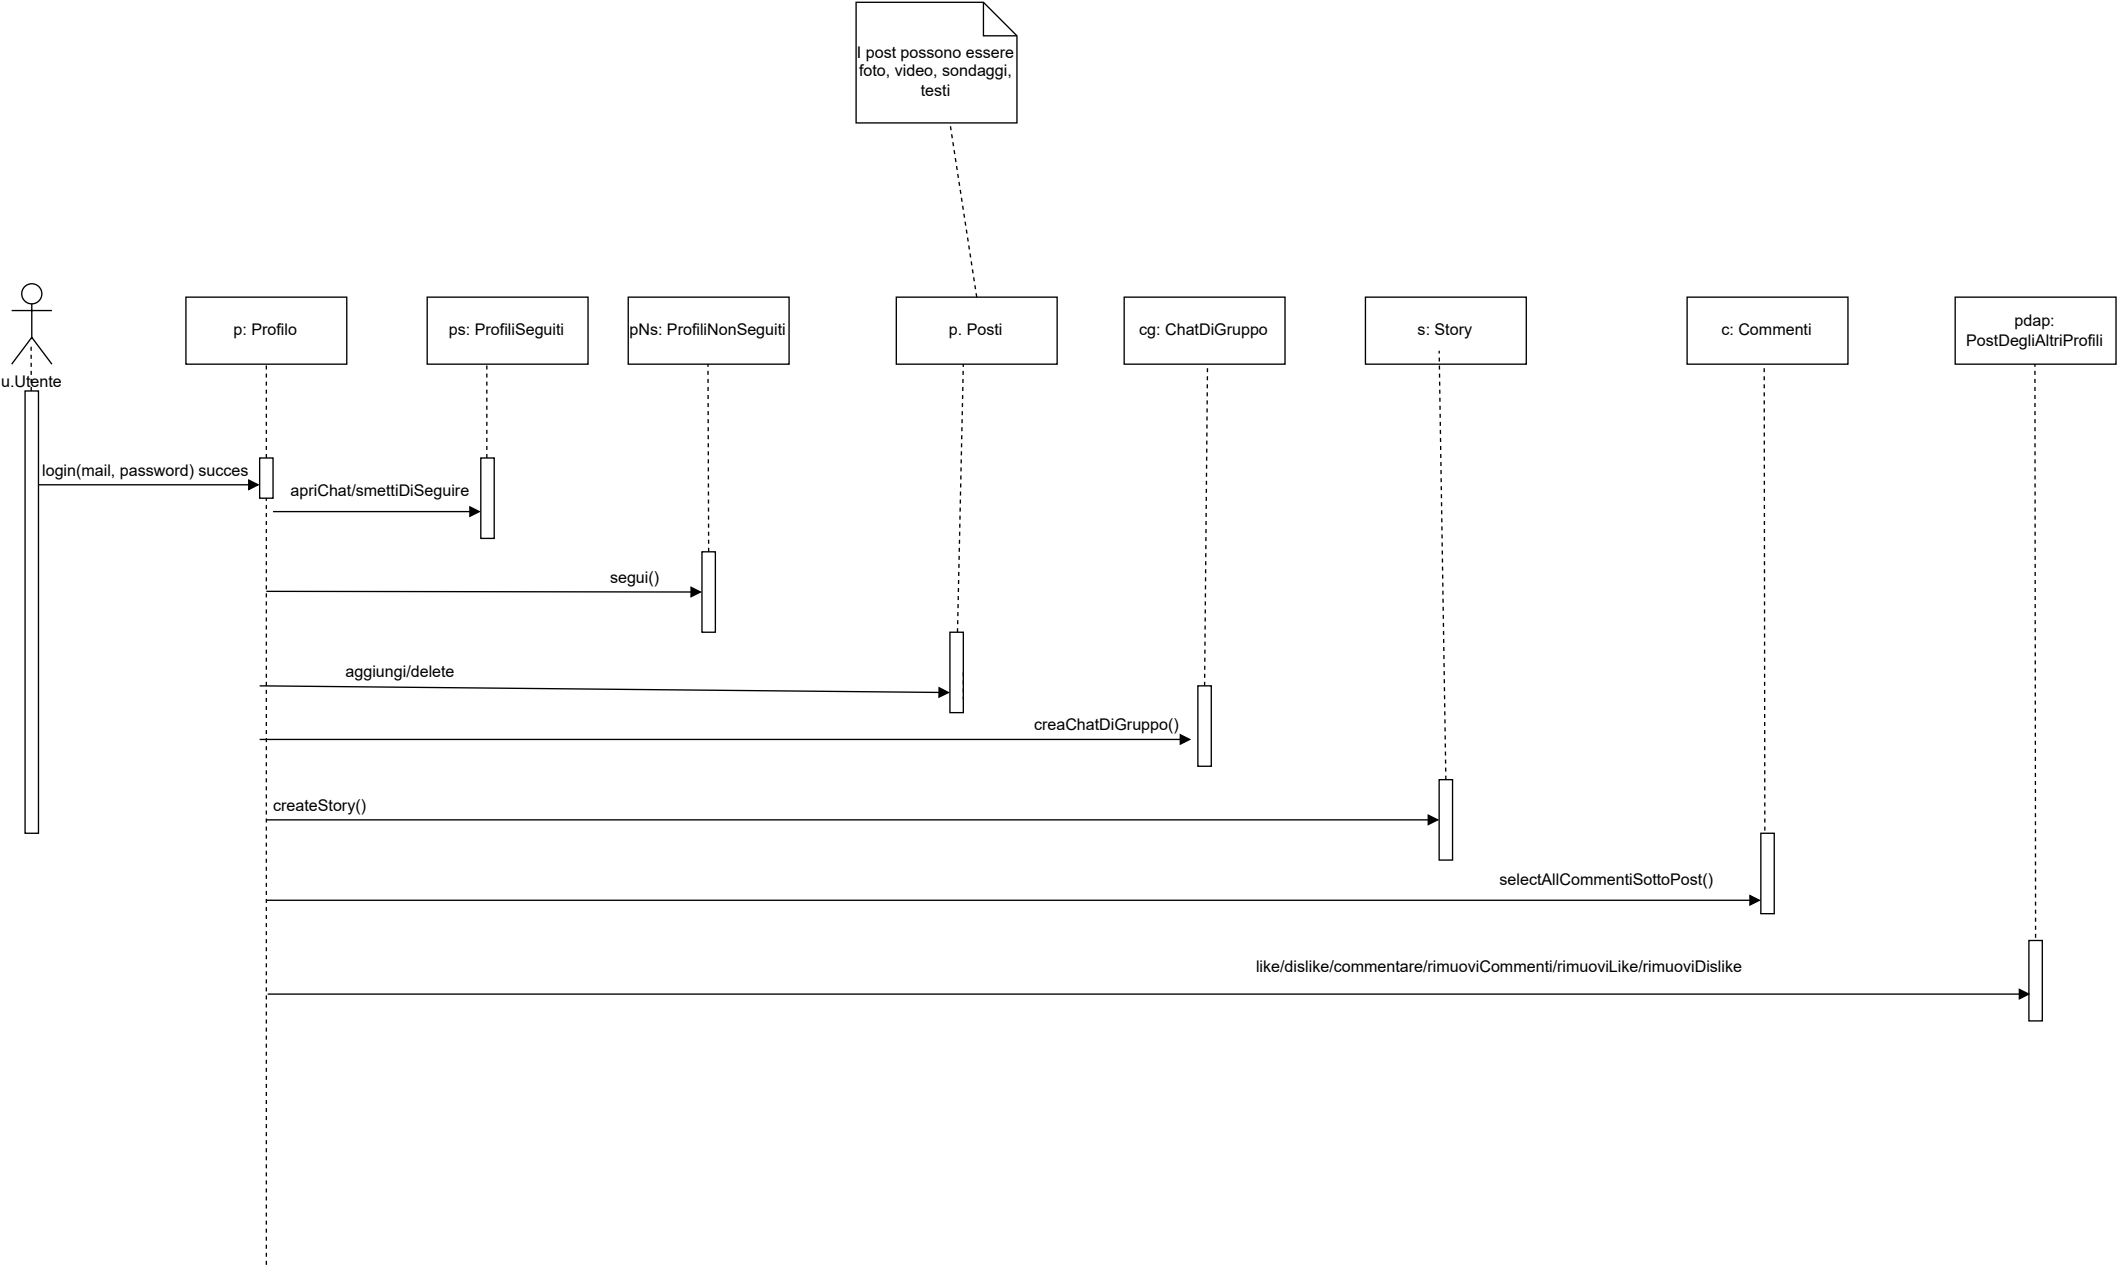 I post possono essere
foto, video, sondaggi,
testi
u.Utente
p: Profilo
ps: ProfiliSeguiti
pNs: ProfiliNonSeguiti
p. Posti
cg: ChatDiGruppo
s: Story
c: Commenti
pdap:
PostDegliAltriProfili
login(mail, password) succes
apriChat/smettiDiSeguire
segui()
aggiungi/delete
creaChatDiGruppo()
createStory()
selectAllCommentiSottoPost()
like/dislike/commentare/rimuoviCommenti/rimuoviLike/rimuoviDislike